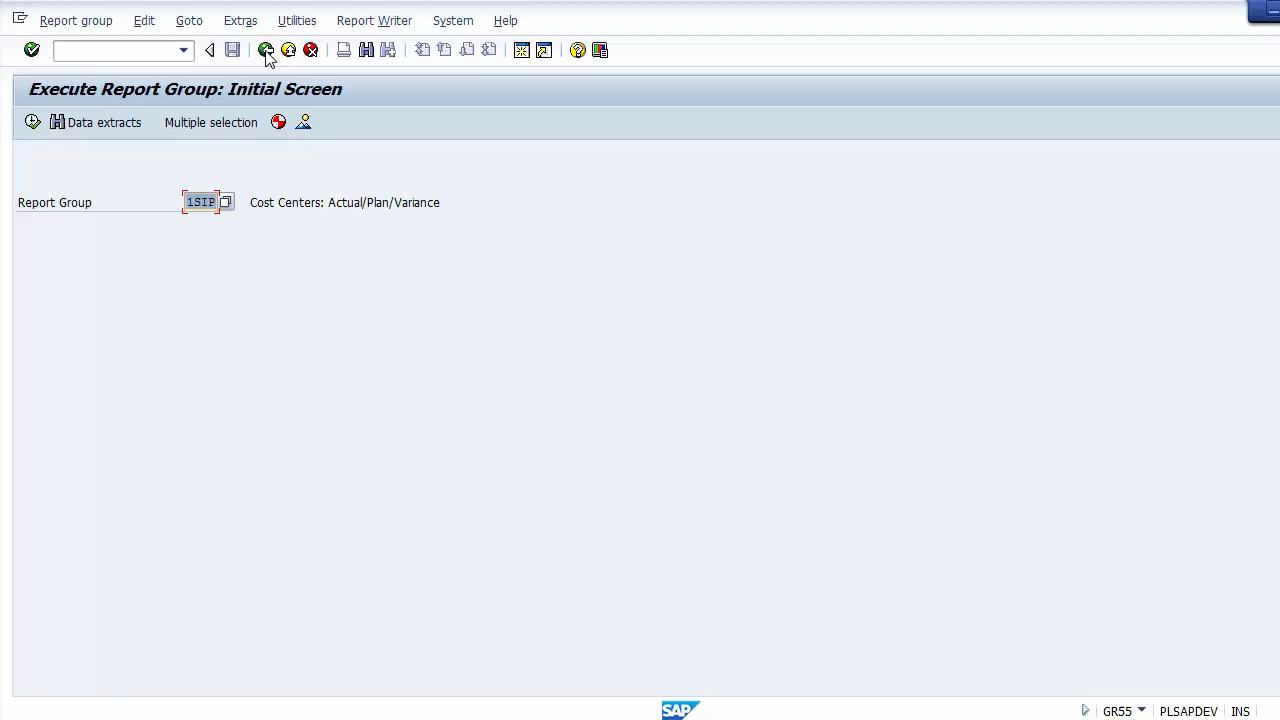 Report group Edit Goto Extras Utilities Report Writer System Help
Execute Report Group: Initial Screen
Data extracts Multiple selection
Report Group 1SIP Cost Centers: Actual/Plan/Variance
SAP GR55 PLSAPDEV INS